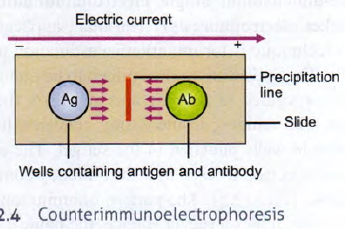 Electric current
– +
Ag Ab
Precipitation
line
Slide
Wells containing antigen and antibody
2.4 Counterimmunoelectrophoresis